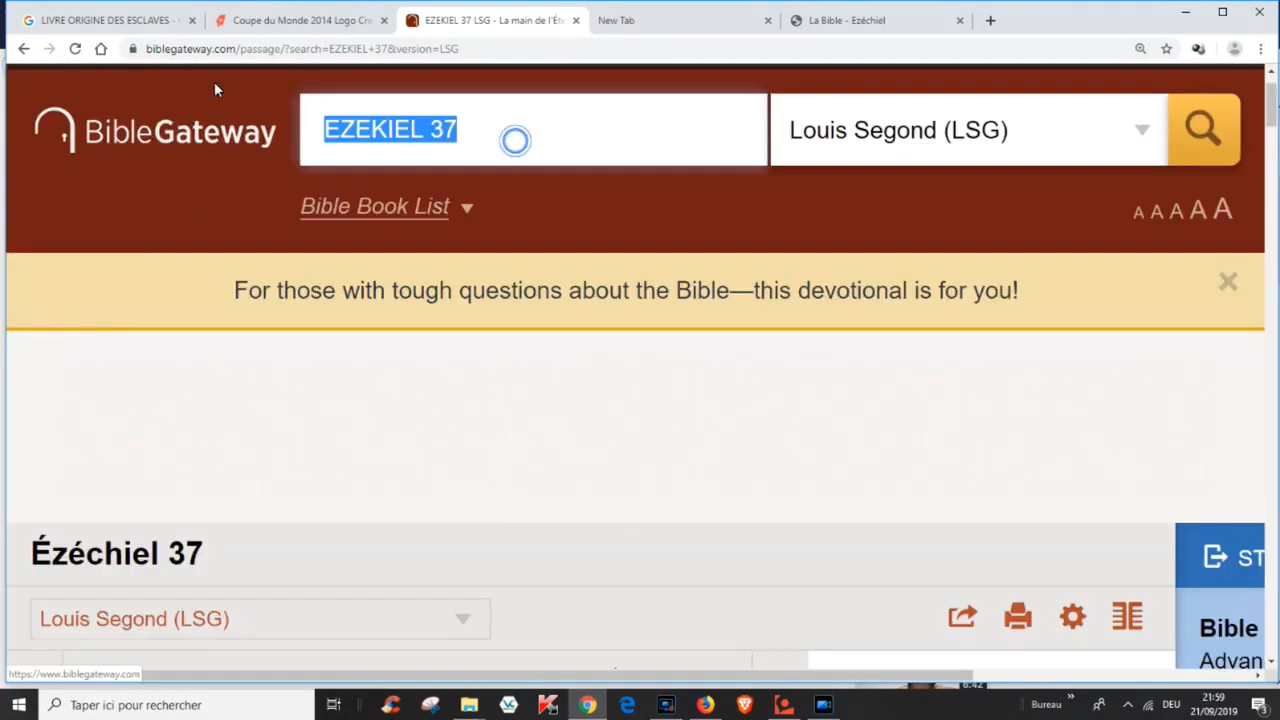 LIVRE ORIGINE DES ESCLAVES -
Coupe du Monde 2014 Logo Cre
EZEKIEL 37 LSG - La main de l'Éte
New Tab
La Bible - Ezéchiel
biblegateway.com/passage/?search=EZEKIEL+37&version=LSG
BibleGateway
EZEKIEL 37
Louis Segond (LSG)
Bible Book List
A A A A A
For those with tough questions about the Bible—this devotional is for you!
Ézéchiel 37
ST
Louis Segond (LSG)
Bible
Advan
https://www.biblegateway.com
Taper ici pour rechercher
Bureau
DEU
21:59
21/09/2019